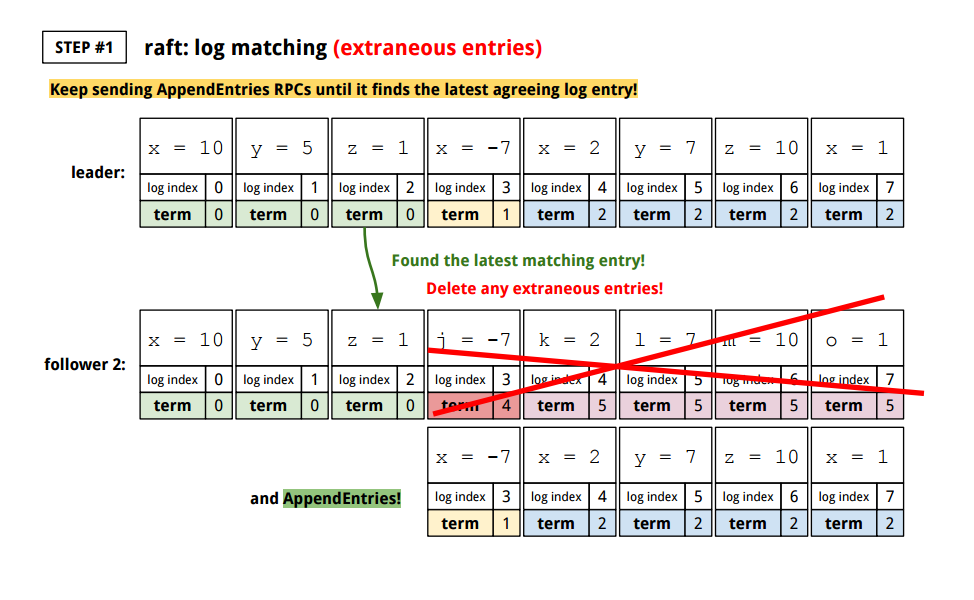 STEP #1 raft: log matching (extraneous entries)
Keep sending AppendEntries RPCs until it finds the latest agreeing log entry!
leader:
x = 10 y = 5 z = 1 x = -7 x = 2 y = 7 z = 10 x = 1
log index 0 log index 1 log index 2 log index 3 log index 4 log index 5 log index 6 log index 7
term 0 term 0 term 0 term 1 term 2 term 2 term 2 term 2
Found the latest matching entry!
Delete any extraneous entries!
follower 2:
x = 10 y = 5 z = 1 j = -7 k = 2 l = 7 m = 10 o = 1
log index 0 log index 1 log index 2 log index 3 log index 4 log index 5 log index 6 log index 7
term 0 term 0 term 0 term 4 term 5 term 5 term 5 term 5
and AppendEntries!
x = -7 x = 2 y = 7 z = 10 x = 1
log index 3 log index 4 log index 5 log index 6 log index 7
term 1 term 2 term 2 term 2 term 2